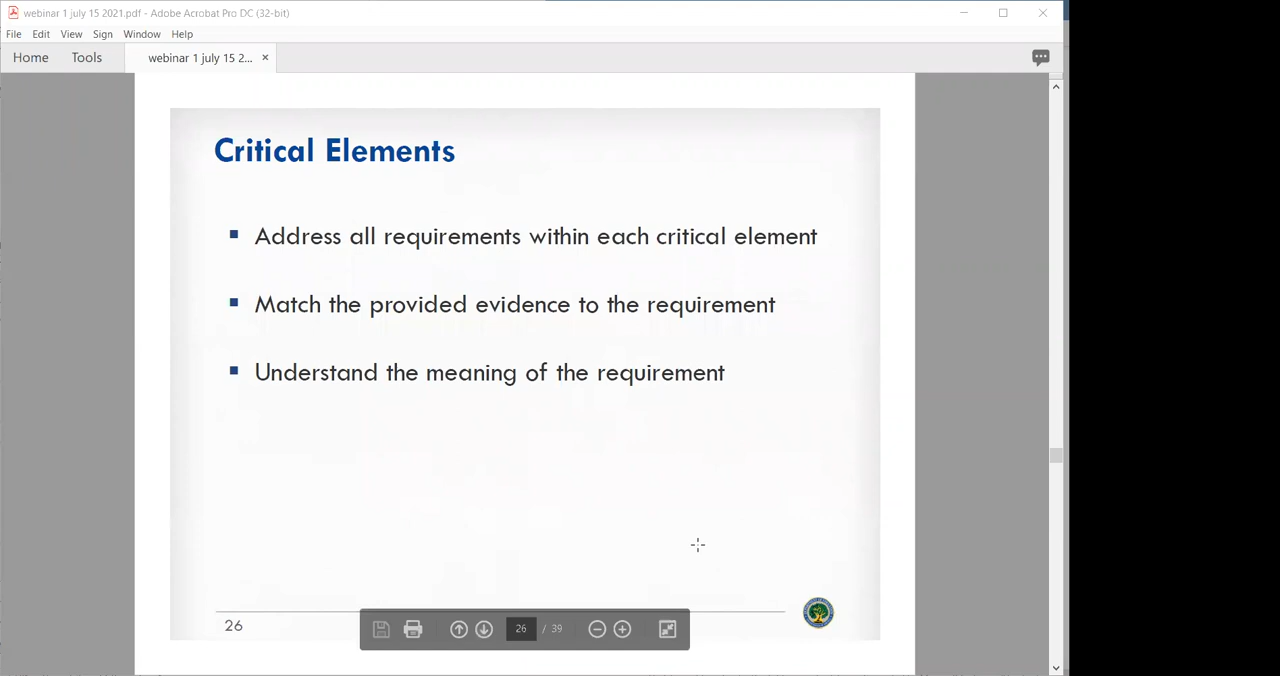 webinar 1 july 15 2021.pdf - Adobe Acrobat Pro DC (32-bit)
File Edit View Sign Window Help
Home Tools webinar 1 july 15 2... ×
Critical Elements
▪ Address all requirements within each critical element
▪ Match the provided evidence to the requirement
▪ Understand the meaning of the requirement
26
26 / 39